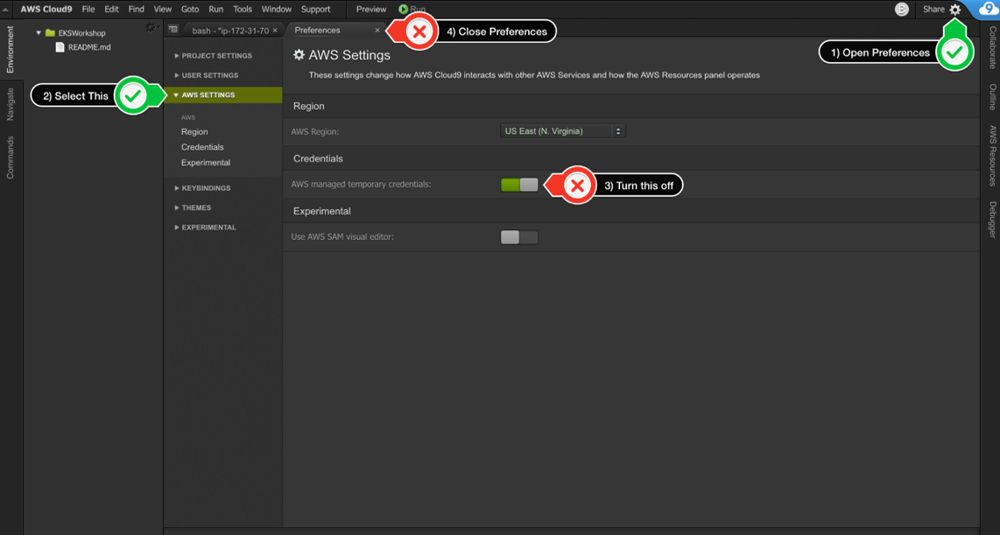 AWS Cloud9 File Edit Find View Goto Run Tools Window Support Preview Run B Share 9
Environment
Navigate
Commands
EKSWorkshop
README.md
bash - "ip-172-31-70 × Preferences ×
4) Close Preferences
1) Open Preferences
2) Select This
PROJECT SETTINGS
USER SETTINGS
AWS SETTINGS
AWS
Region
Credentials
Experimental
KEYBINDINGS
THEMES
EXPERIMENTAL
AWS Settings
These settings change how AWS Cloud9 interacts with other AWS Services and how the AWS Resources panel operates
Region
AWS Region: US East (N. Virginia)
Credentials
AWS managed temporary credentials:
3) Turn this off
Experimental
Use AWS SAM visual editor:
Collaborate
Outline
AWS Resources
Debugger